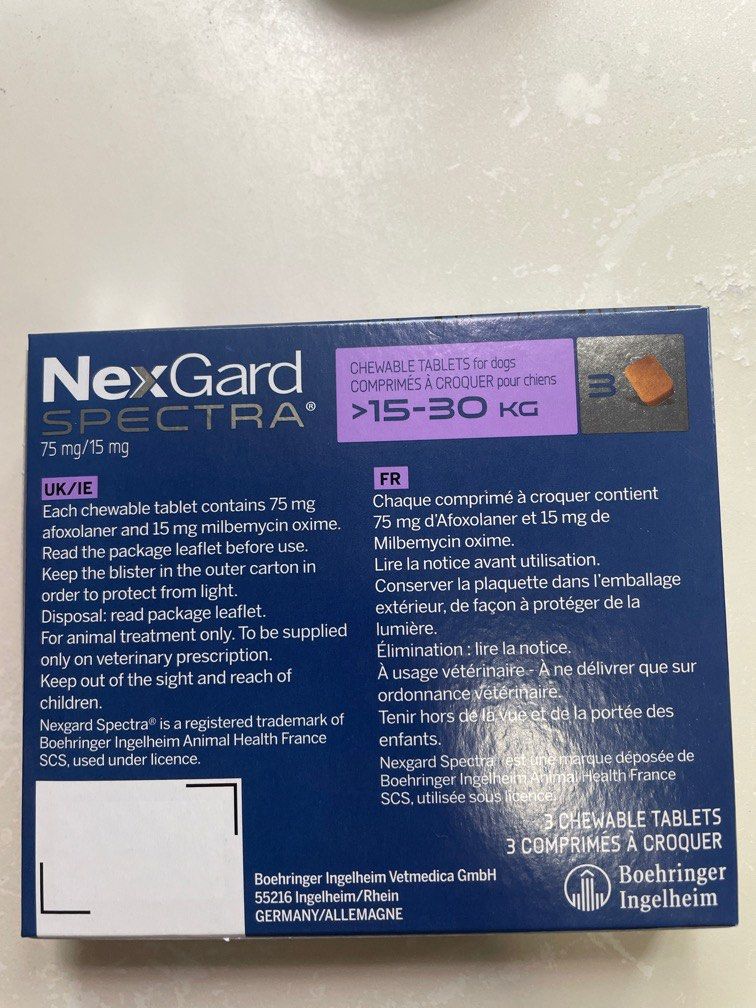 NexGard
SPECTRA®
75 mg/15 mg
CHEWABLE TABLETS for dogs
COMPRIMÉS À CROQUER pour chiens
>15-30 KG
3
UK/IE
Each chewable tablet contains 75 mg
afoxolaner and 15 mg milbemycin oxime.
Read the package leaflet before use.
Keep the blister in the outer carton in
order to protect from light.
Disposal: read package leaflet.
For animal treatment only. To be supplied
only on veterinary prescription.
Keep out of the sight and reach of
children.
Nexgard Spectra® is a registered trademark of
Boehringer Ingelheim Animal Health France
SCS, used under licence.
FR
Chaque comprimé à croquer contient
75 mg d'Afoxolaner et 15 mg de
Milbemycin oxime.
Lire la notice avant utilisation.
Conserver la plaquette dans l'emballage
extérieur, de façon à protéger de la
lumière.
Élimination : lire la notice.
À usage vétérinaire - À ne délivrer que sur
ordonnance vétérinaire.
Tenir hors de la vue et de la portée des
enfants.
Nexgard Spectra est une marque déposée de
Boehringer Ingelheim Animal Health France
SCS, utilisée sous licence.
3 CHEWABLE TABLETS
3 COMPRIMÉS À CROQUER
Boehringer Ingelheim Vetmedica GmbH
55216 Ingelheim/Rhein
GERMANY/ALLEMAGNE
Boehringer
Ingelheim